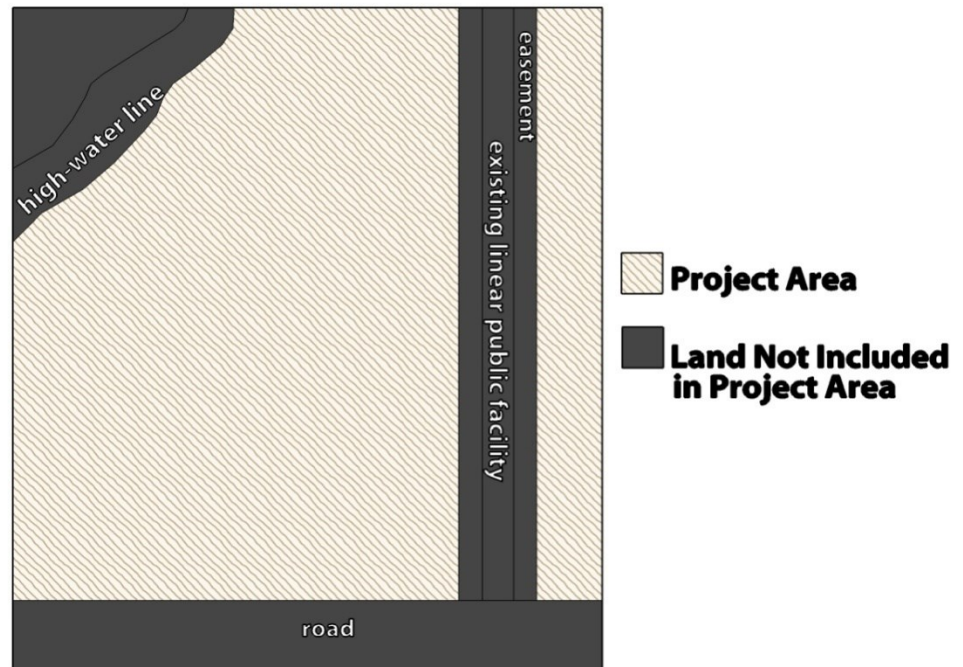 high-water line
easement
existing linear public facility
road
Project Area
Land Not Included
in Project Area